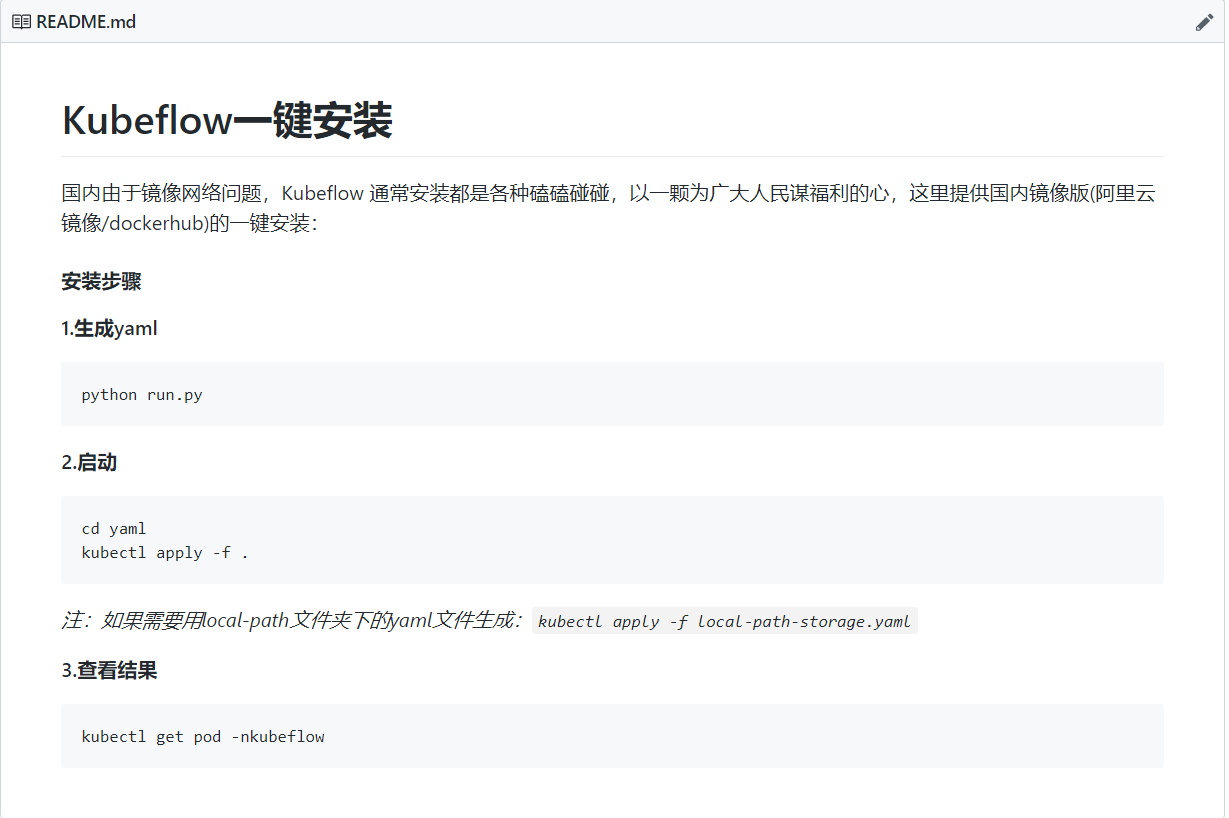 README.md
Kubeflow一键安装
国内由于镜像网络问题，Kubeflow 通常安装都是各种磕磕碰碰，以一颗为广大人民谋福利的心，这里提供国内镜像版(阿里云
镜像/dockerhub)的一键安装：
安装步骤
1.生成yaml
python run.py
2.启动
cd yaml
kubectl apply -f .
注：如果需要用local-path文件夹下的yaml文件生成：kubectl apply -f local-path-storage.yaml
3.查看结果
kubectl get pod -nkubeflow